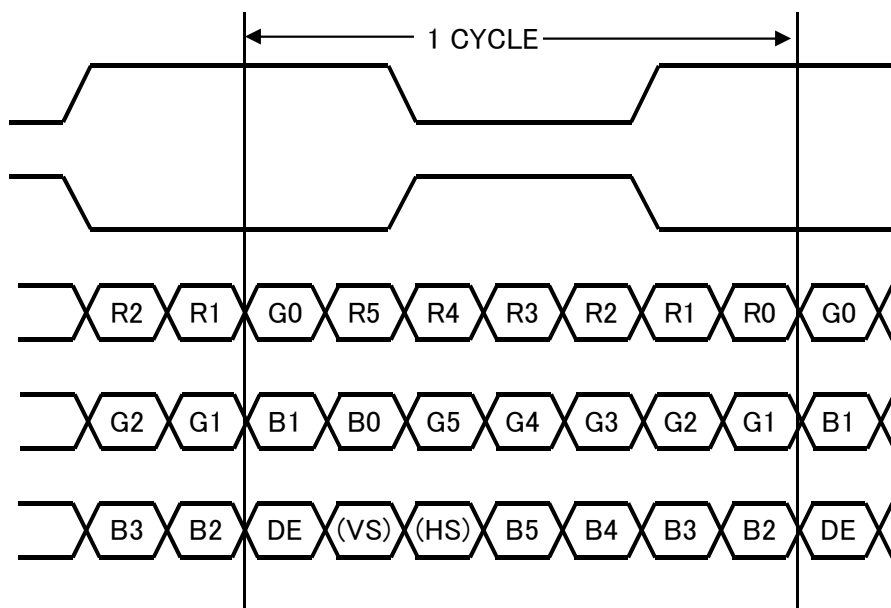 1 CYCLE
R2 R1 G0 R5 R4 R3 R2 R1 R0 G0
G2 G1 B1 B0 G5 G4 G3 G2 G1 B1
B3 B2 DE (VS) (HS) B5 B4 B3 B2 DE